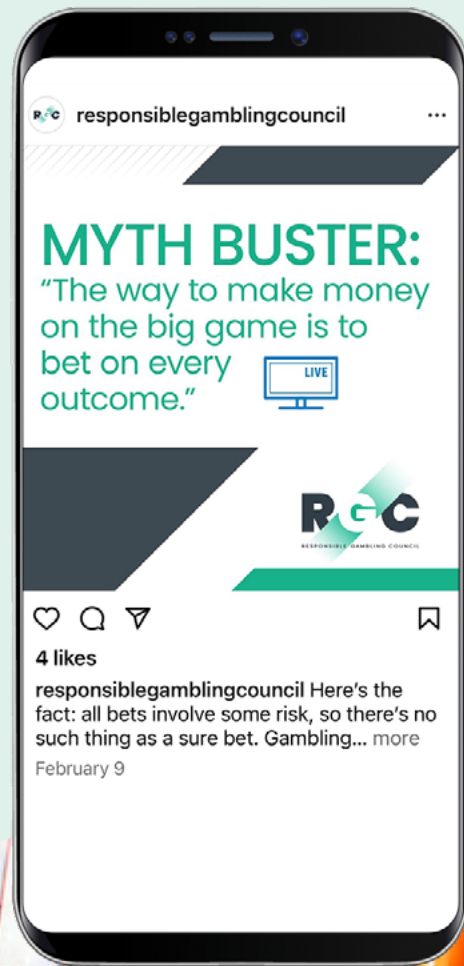 RGC responsiblegamblingcouncil ...
MYTH BUSTER:
"The way to make money
on the big game is to
bet on every
outcome."
LIVE
RGC
RESPONSIBLE GAMBLING COUNCIL
4 likes
responsiblegamblingcouncil Here's the
fact: all bets involve some risk, so there's no
such thing as a sure bet. Gambling... more
February 9